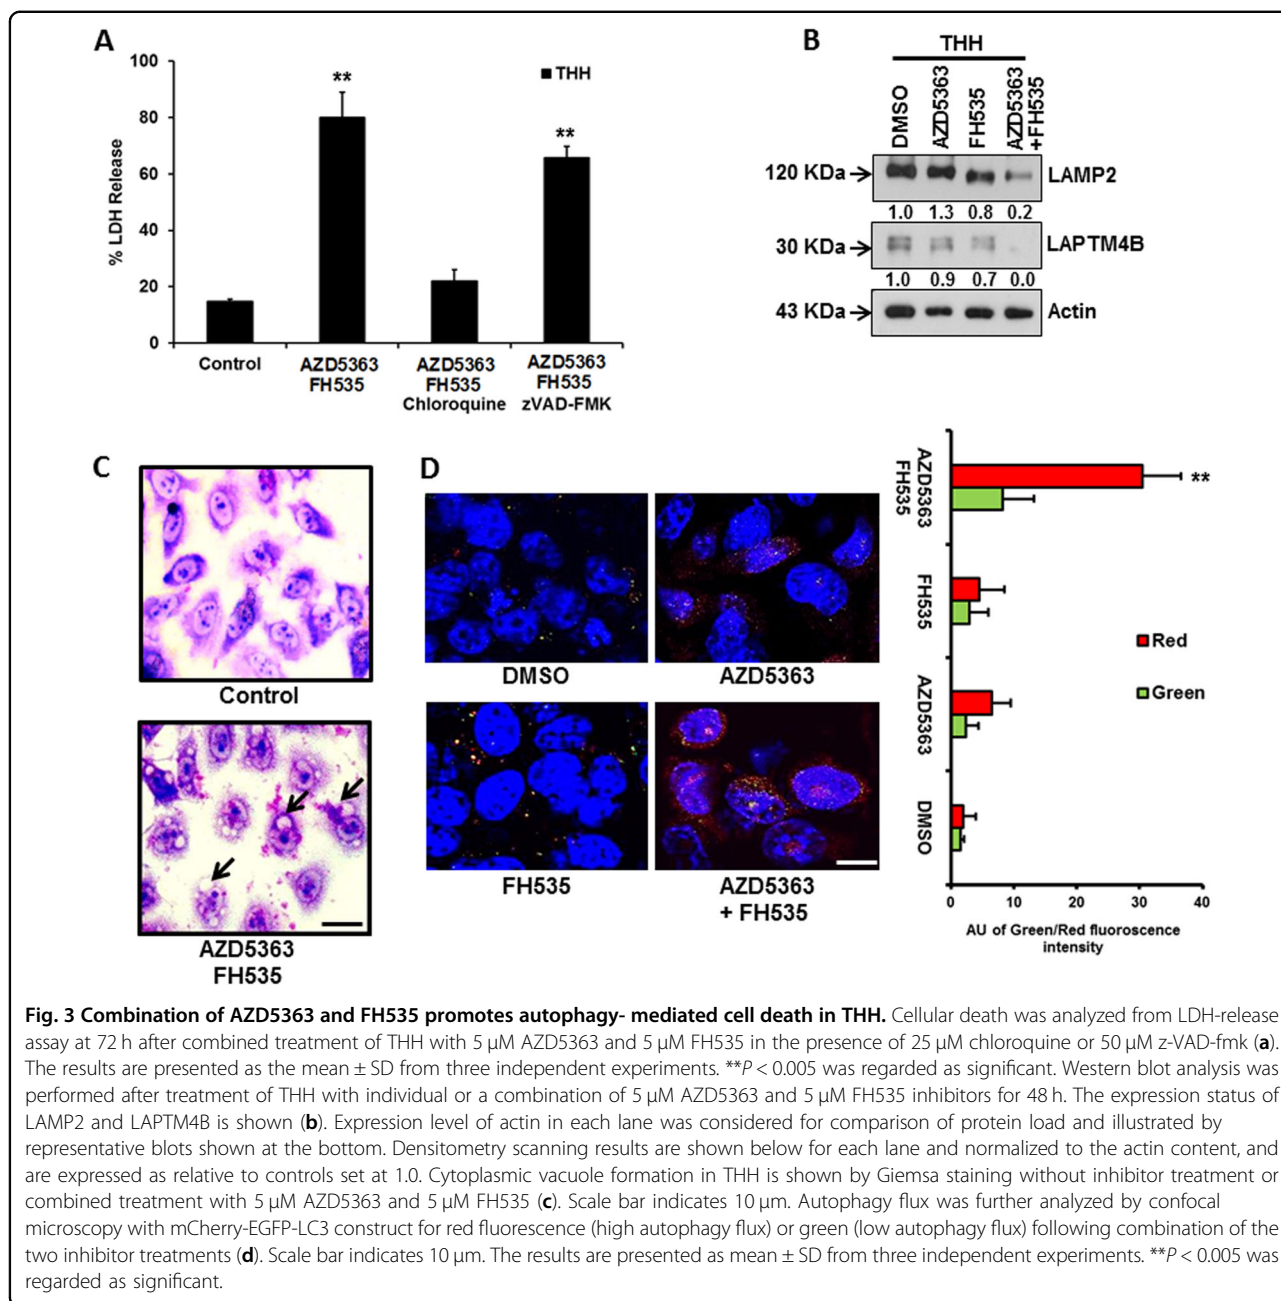 A
100
80
60
40
20
0
% LDH Release
**
**
THH
Control
AZD5363
FH535
AZD5363
FH535
Chloroquine
AZD5363
FH535
zVAD-FMK
B
THH
DMSO
AZD5363
FH535
AZD5363
+FH535
120 KDa
LAMP2
1.0 1.3 0.8 0.2
30 KDa
LAPTM4B
1.0 0.9 0.7 0.0
43 KDa
Actin
C
Control
AZD5363
FH535
D
DMSO
AZD5363
FH535
AZD5363
+ FH535
AZD5363
FH535
**
FH535
AZD5363
DMSO
Red
Green
0 10 20 30 40
AU of Green/Red fluoroscence
intensity
Fig. 3 Combination of AZD5363 and FH535 promotes autophagy- mediated cell death in THH. Cellular death was analyzed from LDH-release
assay at 72 h after combined treatment of THH with 5 µM AZD5363 and 5 µM FH535 in the presence of 25 µM chloroquine or 50 µM z-VAD-fmk (a).
The results are presented as the mean ± SD from three independent experiments. **P < 0.005 was regarded as significant. Western blot analysis was
performed after treatment of THH with individual or a combination of 5 µM AZD5363 and 5 µM FH535 inhibitors for 48 h. The expression status of
LAMP2 and LAPTM4B is shown (b). Expression level of actin in each lane was considered for comparison of protein load and illustrated by
representative blots shown at the bottom. Densitometry scanning results are shown below for each lane and normalized to the actin content, and
are expressed as relative to controls set at 1.0. Cytoplasmic vacuole formation in THH is shown by Giemsa staining without inhibitor treatment or
combined treatment with 5 µM AZD5363 and 5 µM FH535 (c). Scale bar indicates 10 µm. Autophagy flux was further analyzed by confocal
microscopy with mCherry-EGFP-LC3 construct for red fluorescence (high autophagy flux) or green (low autophagy flux) following combination of the
two inhibitor treatments (d). Scale bar indicates 10 µm. The results are presented as mean ± SD from three independent experiments. **P < 0.005 was
regarded as significant.